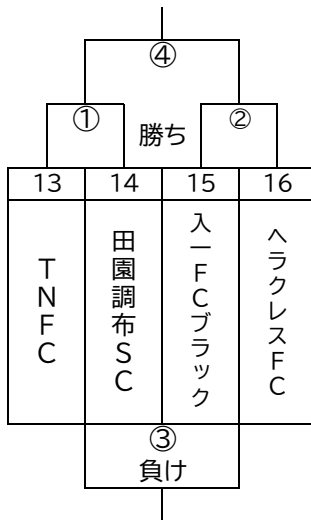 ④
① ②
勝ち
13 14 15 16
TNFC
田園調布SC
入一FCブラック
ヘラクレスFC
③
負け